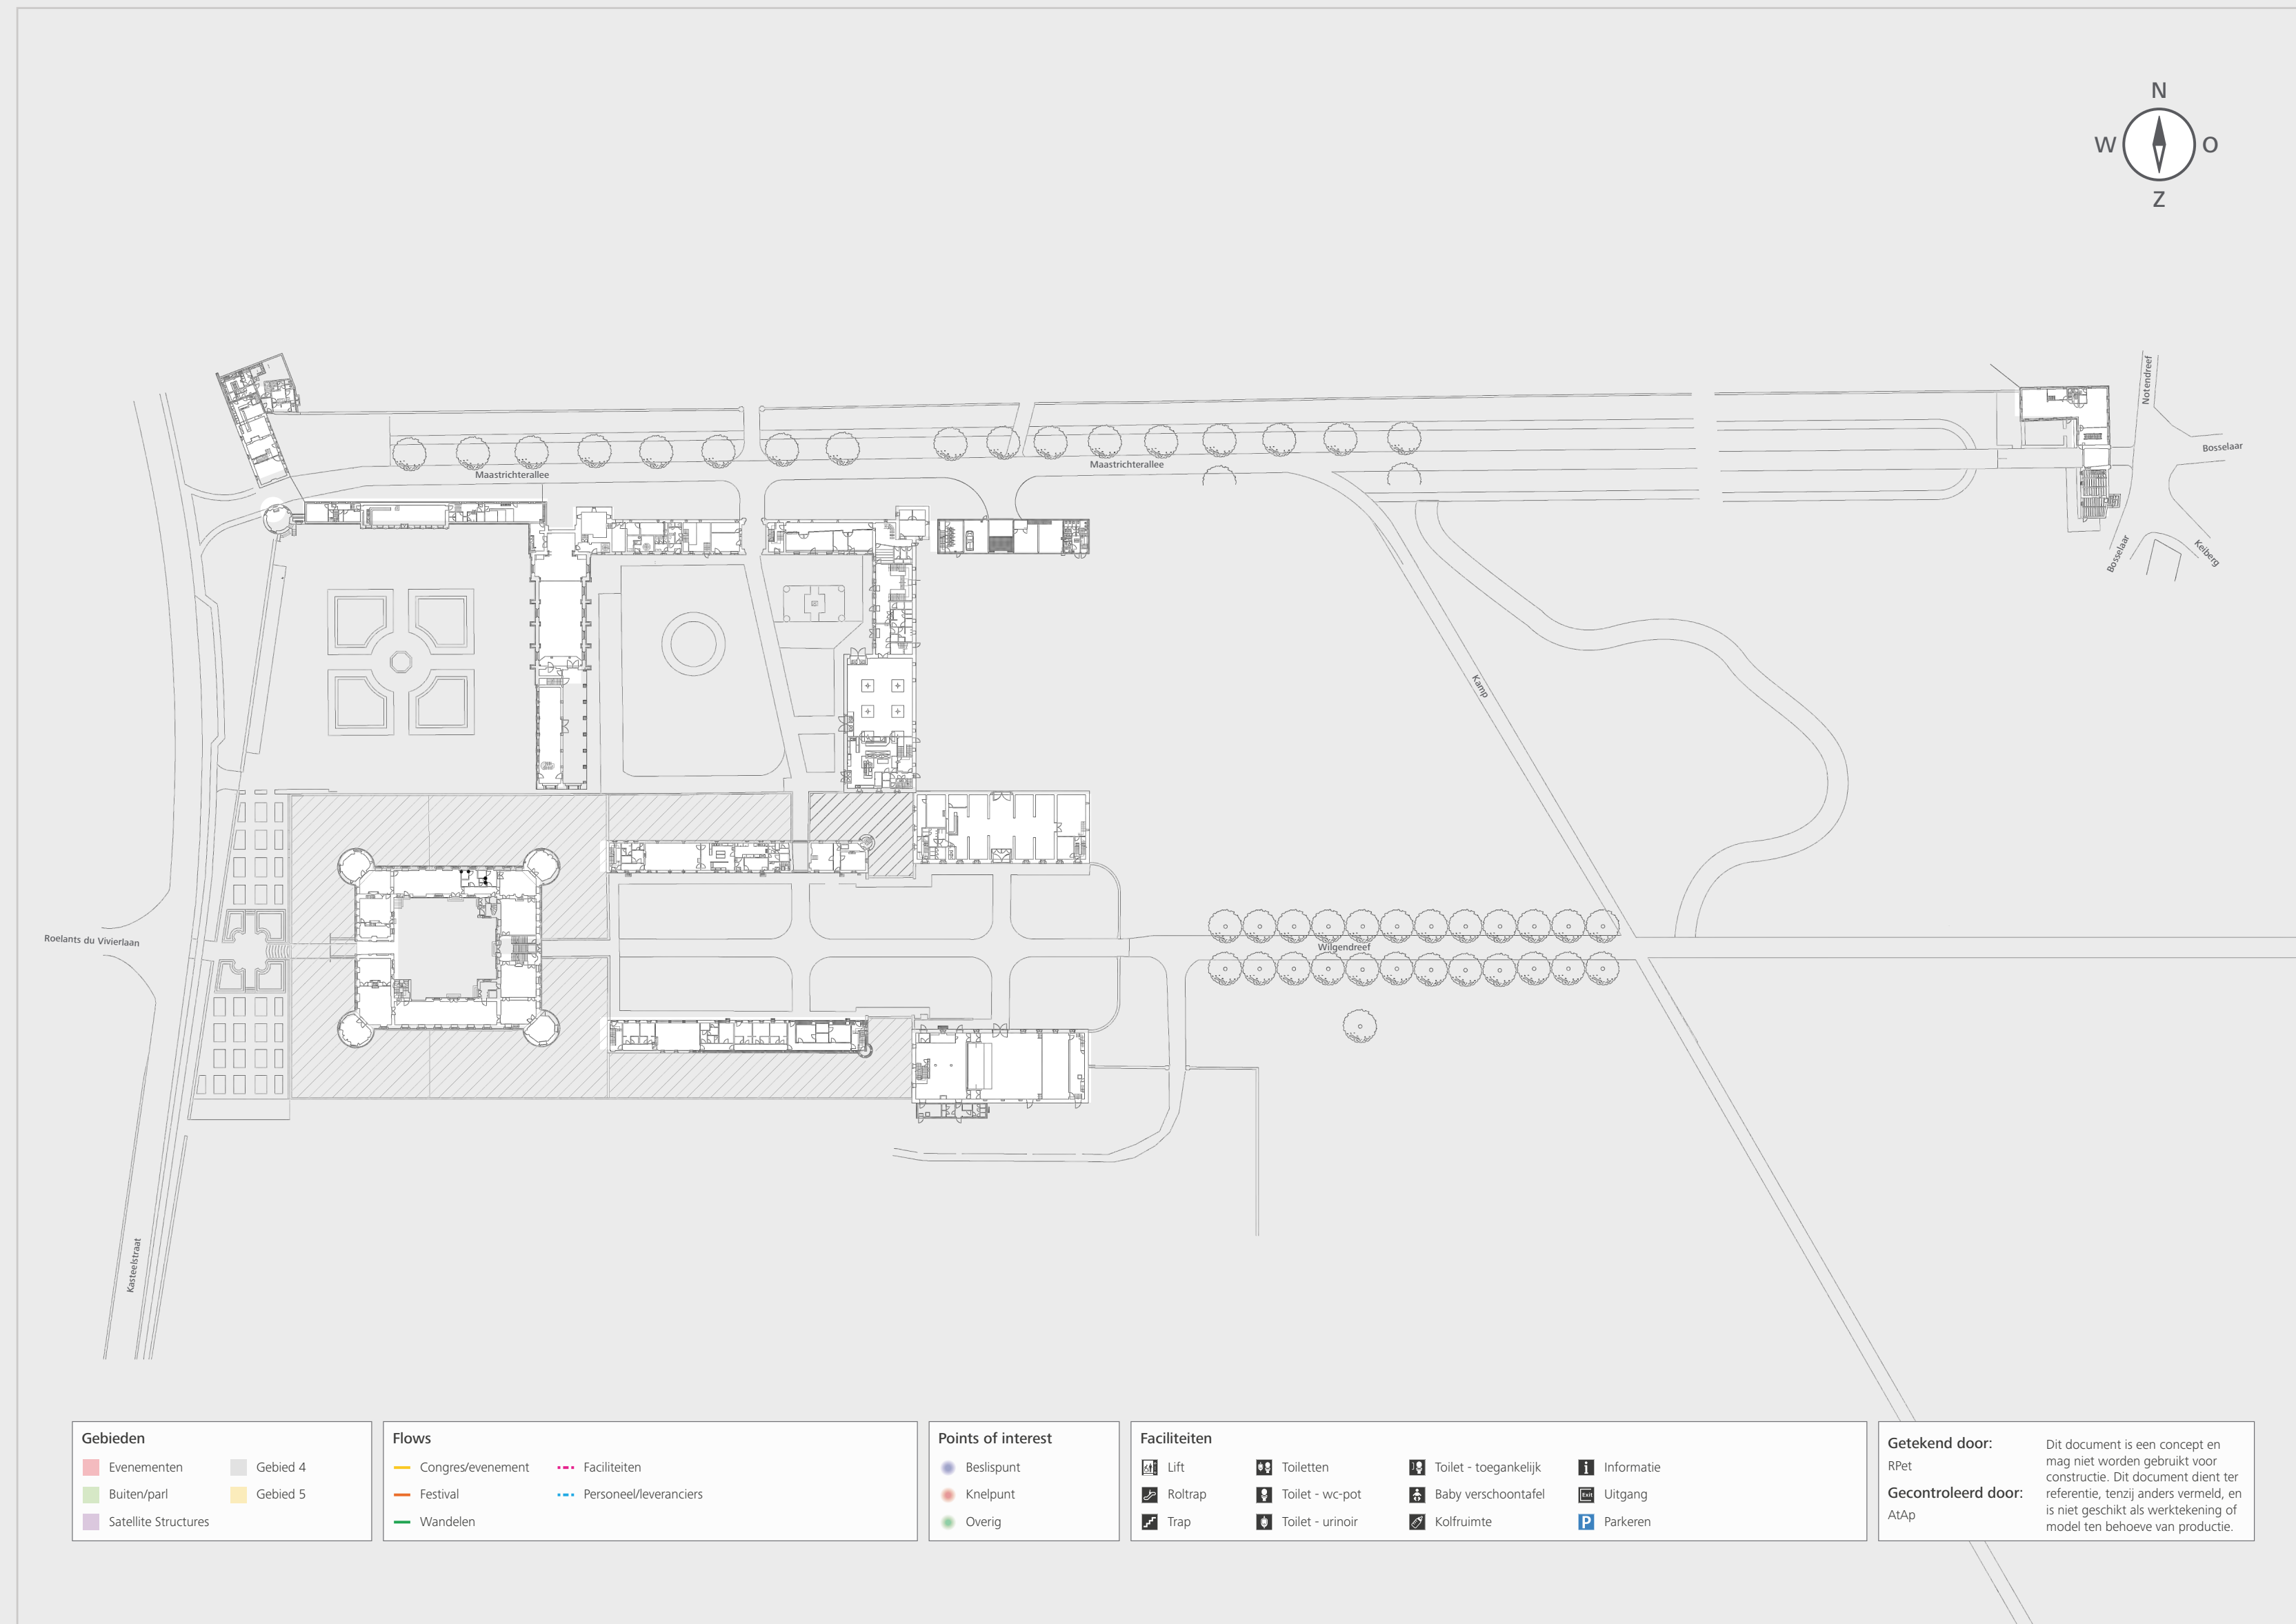 N
W
O
Z
Notendreef
Bosselaar
Maastrichterallee
Maastrichterallee
Bosselaar
Keiberg
Kamp
Roelants du Vivierlaan
Wilgendreef
Kasteelstraat
Gebieden
Evenementen
Buiten/parl
Satellite Structures
Gebied 4
Gebied 5
Flows
Congres/evenement
Festival
Wandelen
Faciliteiten
Personeel/leveranciers
Points of interest
Beslispunt
Knelpunt
Overig
Faciliteiten
Lift
Roltrap
Trap
Toiletten
Toilet - wc-pot
Toilet - urinoir
Toilet - toegankelijk
Baby verschoontafel
Kolfruimte
i Informatie
Exit Uitgang
P Parkeren
Getekend door:
RPet
Gecontroleerd door:
AtAp
Dit document is een concept en
mag niet worden gebruikt voor
constructie. Dit document dient ter
referentie, tenzij anders vermeld, en
is niet geschikt als werktekening of
model ten behoeve van productie.